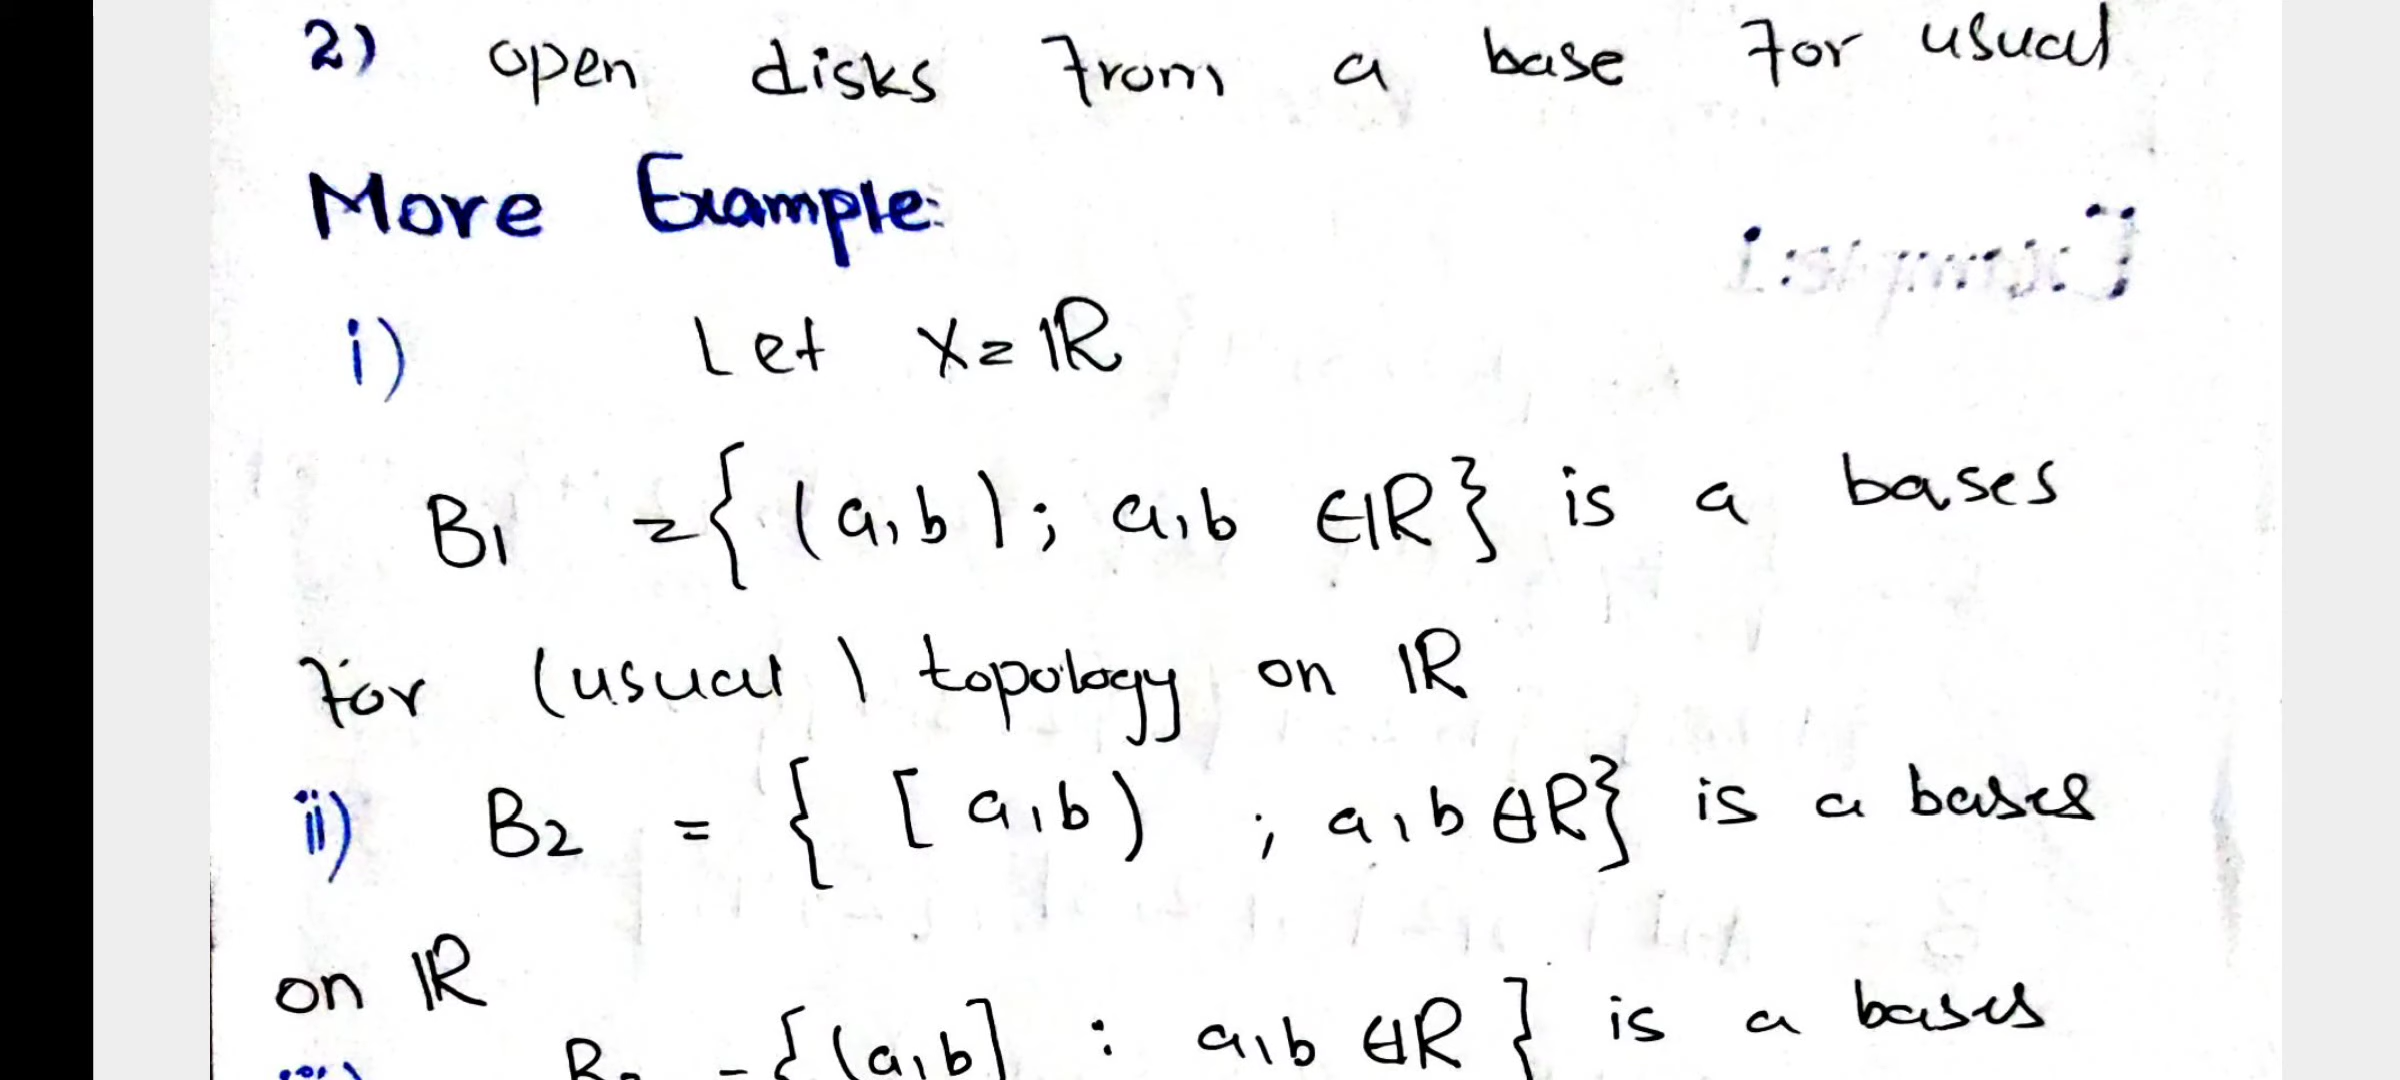 2) open disks from a base for usual
More Example:
i) Let X = ℝ
B1 = { (a,b) ; a,b ∈ ℝ } is a bases
for (usual) topology on ℝ
ii) B2 = { [a,b) ; a,b ∈ ℝ } is a bases
on ℝ
= { (a,b] : a,b ∈ ℝ } is a bases